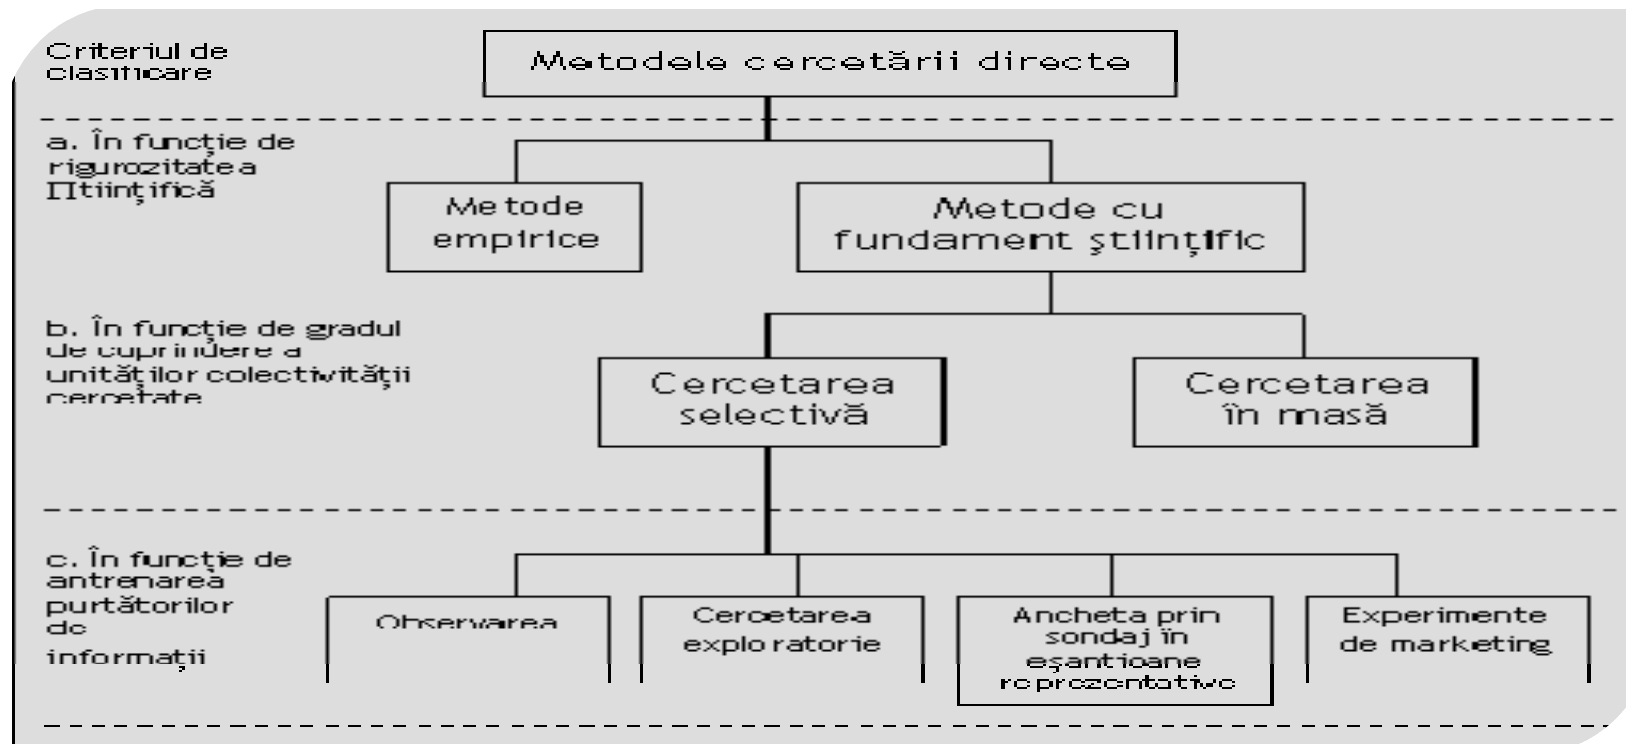 Criteriul de
clasificare
Metodele cercetării directe
a. În funcţie de
rigurozitatea
∏tiinţifică
Metode
empirice
Metode cu
fundament ştiinţific
b. În funcţie de gradul
de cuprindere a
unităţilor colectivităţii
cercetate
Cercetarea
selectivă
Cercetarea
în masă
c. În funcţie de
antrenarea
purtătorilor
de
informaţii
Observarea
Cercetarea
exploratorie
Ancheta prin
sondaj în
eşantioane
reprezentative
Experimente
de marketing